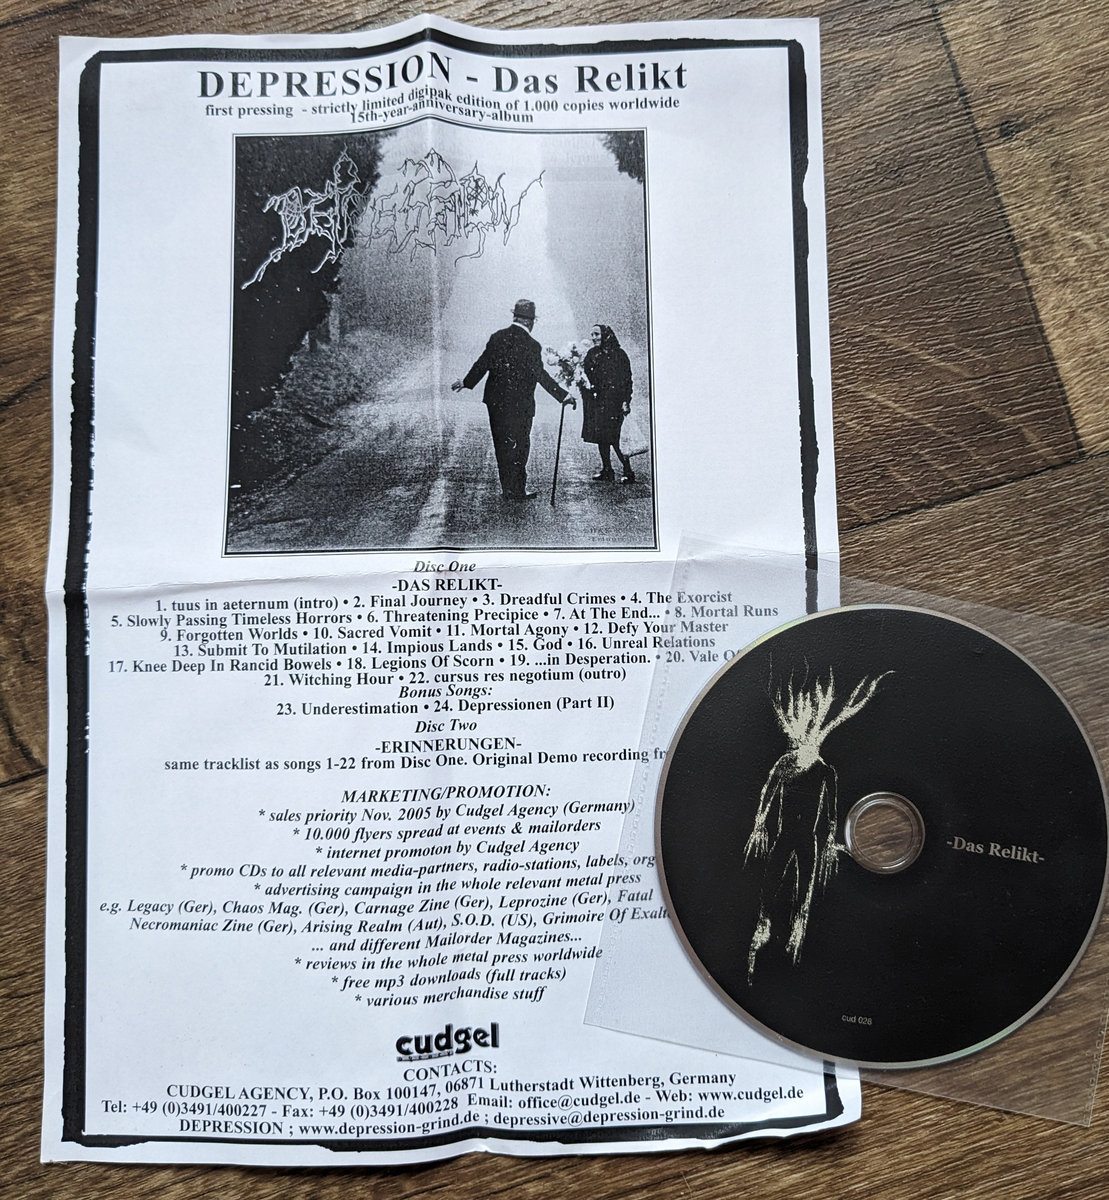 DEPRESSION - Das Relikt
first pressing - strictly limited digipak edition of 1.000 copies worldwide
15th-year-anniversary-album
Disc One
-DAS RELIKT-
1. tuus in aeternum (intro) • 2. Final Journey • 3. Dreadful Crimes • 4. The Exorcist
5. Slowly Passing Timeless Horrors • 6. Threatening Precipice • 7. At The End... • 8. Mortal Runs
9. Forgotten Worlds • 10. Sacred Vomit • 11. Mortal Agony • 12. Defy Your Master
13. Submit To Mutilation • 14. Impious Lands • 15. God • 16. Unreal Relations
17. Knee Deep In Rancid Bowels • 18. Legions Of Scorn • 19. ...in Desperation. • 20. Vale
21. Witching Hour • 22. cursus res negotium (outro)
Bonus Songs:
23. Underestimation • 24. Depressionen (Part II)
Disc Two
-ERINNERUNGEN-
same tracklist as songs 1-22 from Disc One. Original Demo recording
MARKETING/PROMOTION:
* sales priority Nov. 2005 by Cudgel Agency (Germany)
* 10.000 flyers spread at events & mailorders
* internet promoton by Cudgel Agency
* promo CDs to all relevant media-partners, radio-stations, labels,
* advertising campaign in the whole relevant metal press
e.g. Legacy (Ger), Chaos Mag. (Ger), Carnage Zine (Ger), Leprozine (Ger), Fatal
Necromaniac Zine (Ger), Arising Realm (Aut), S.O.D. (US), Grimoire Of
... and different Mailorder Magazines...
* reviews in the whole metal press worldwide
* free mp3 downloads (full tracks)
* various merchandise stuff
cudgel
CONTACTS:
CUDGEL AGENCY, P.O. Box 100147, 06871 Lutherstadt Wittenberg, Germany
Tel: +49 (0)3491/400227 - Fax: +49 (0)3491/400228 Email: office@cudgel.de - Web: www.cudgel.de
DEPRESSION ; www.depression-grind.de ; depressive@depression-grind.de
-Das Relikt-
cud 028